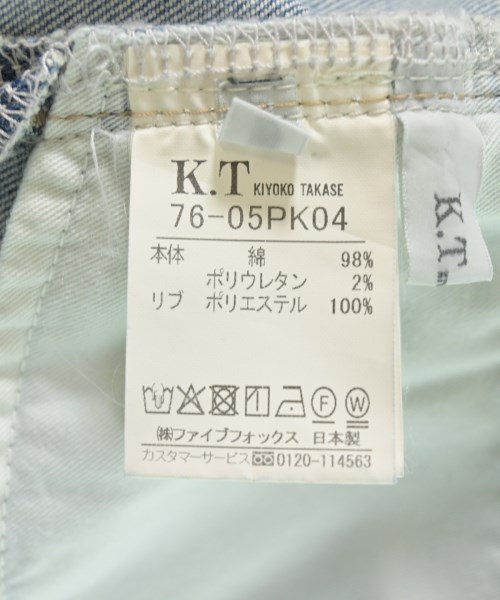 K.T KIYOKO TAKASE
76-05PK04
本体 綿 98%
ポリウレタン 2%
リブ ポリエステル 100%
F W
㈱ファイブフォックス 日本製
カスタマーサービス 0120-114563
K.T